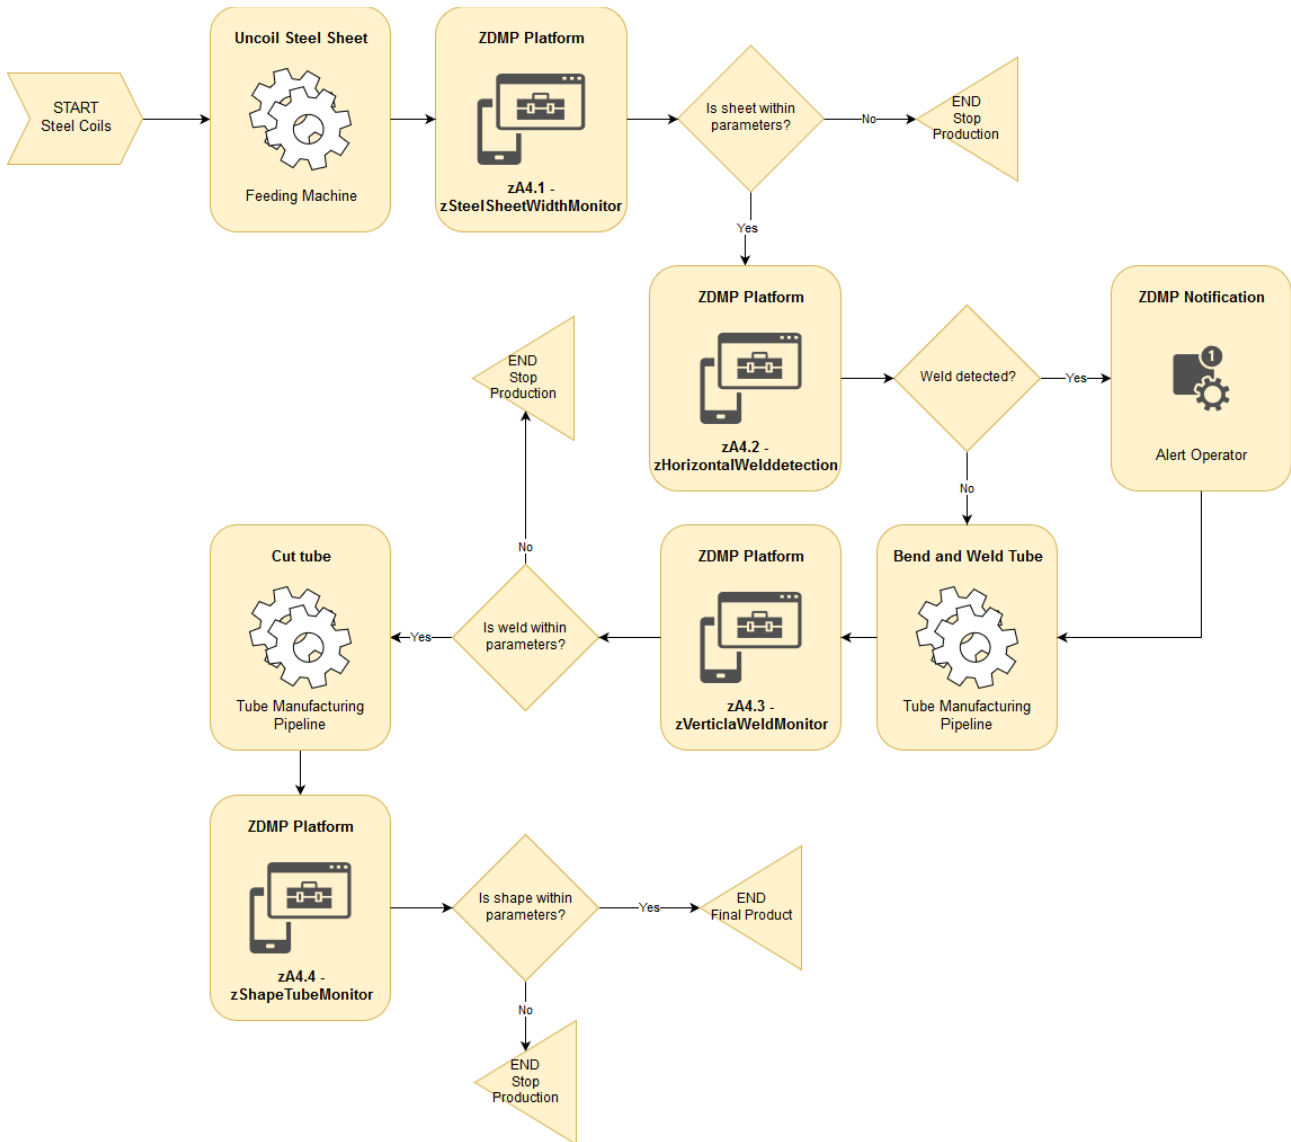 START
Steel Coils
Uncoil Steel Sheet
Feeding Machine
ZDMP Platform
zA4.1 -
zSteelSheetWidthMonitor
Is sheet within
parameters?
No
END
Stop
Production
Yes
ZDMP Platform
zA4.2 -
zHorizontalWelddetection
Weld detected?
Yes
ZDMP Notification
1
Alert Operator
No
Bend and Weld Tube
Tube Manufacturing
Pipeline
ZDMP Platform
zA4.3 -
zVerticlaWeldMonitor
Is weld within
parameters?
No
END
Stop
Production
Yes
Cut tube
Tube Manufacturing
Pipeline
ZDMP Platform
zA4.4 -
zShapeTubeMonitor
Is shape within
parameters?
Yes
END
Final Product
No
END
Stop
Production